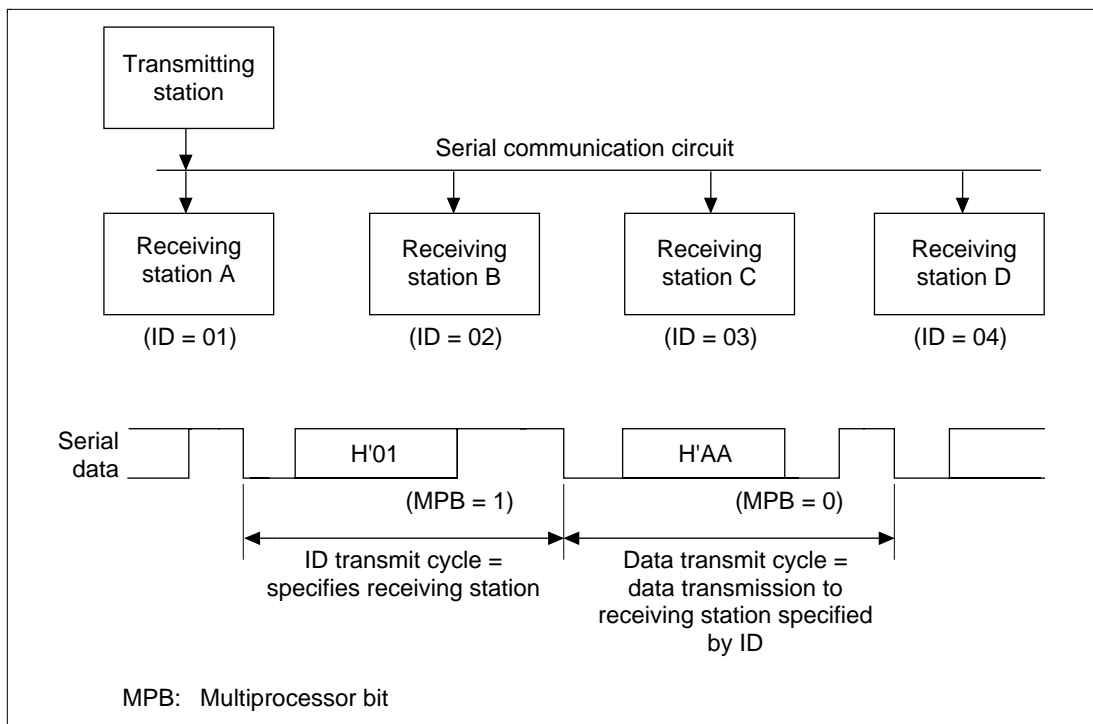 Transmitting
station
Serial communication circuit
Receiving
station A
Receiving
station B
Receiving
station C
Receiving
station D
(ID = 01)
(ID = 02)
(ID = 03)
(ID = 04)
Serial
data
H'01
H'AA
(MPB = 1)
(MPB = 0)
ID transmit cycle =
specifies receiving station
Data transmit cycle =
data transmission to
receiving station specified
by ID
MPB: Multiprocessor bit